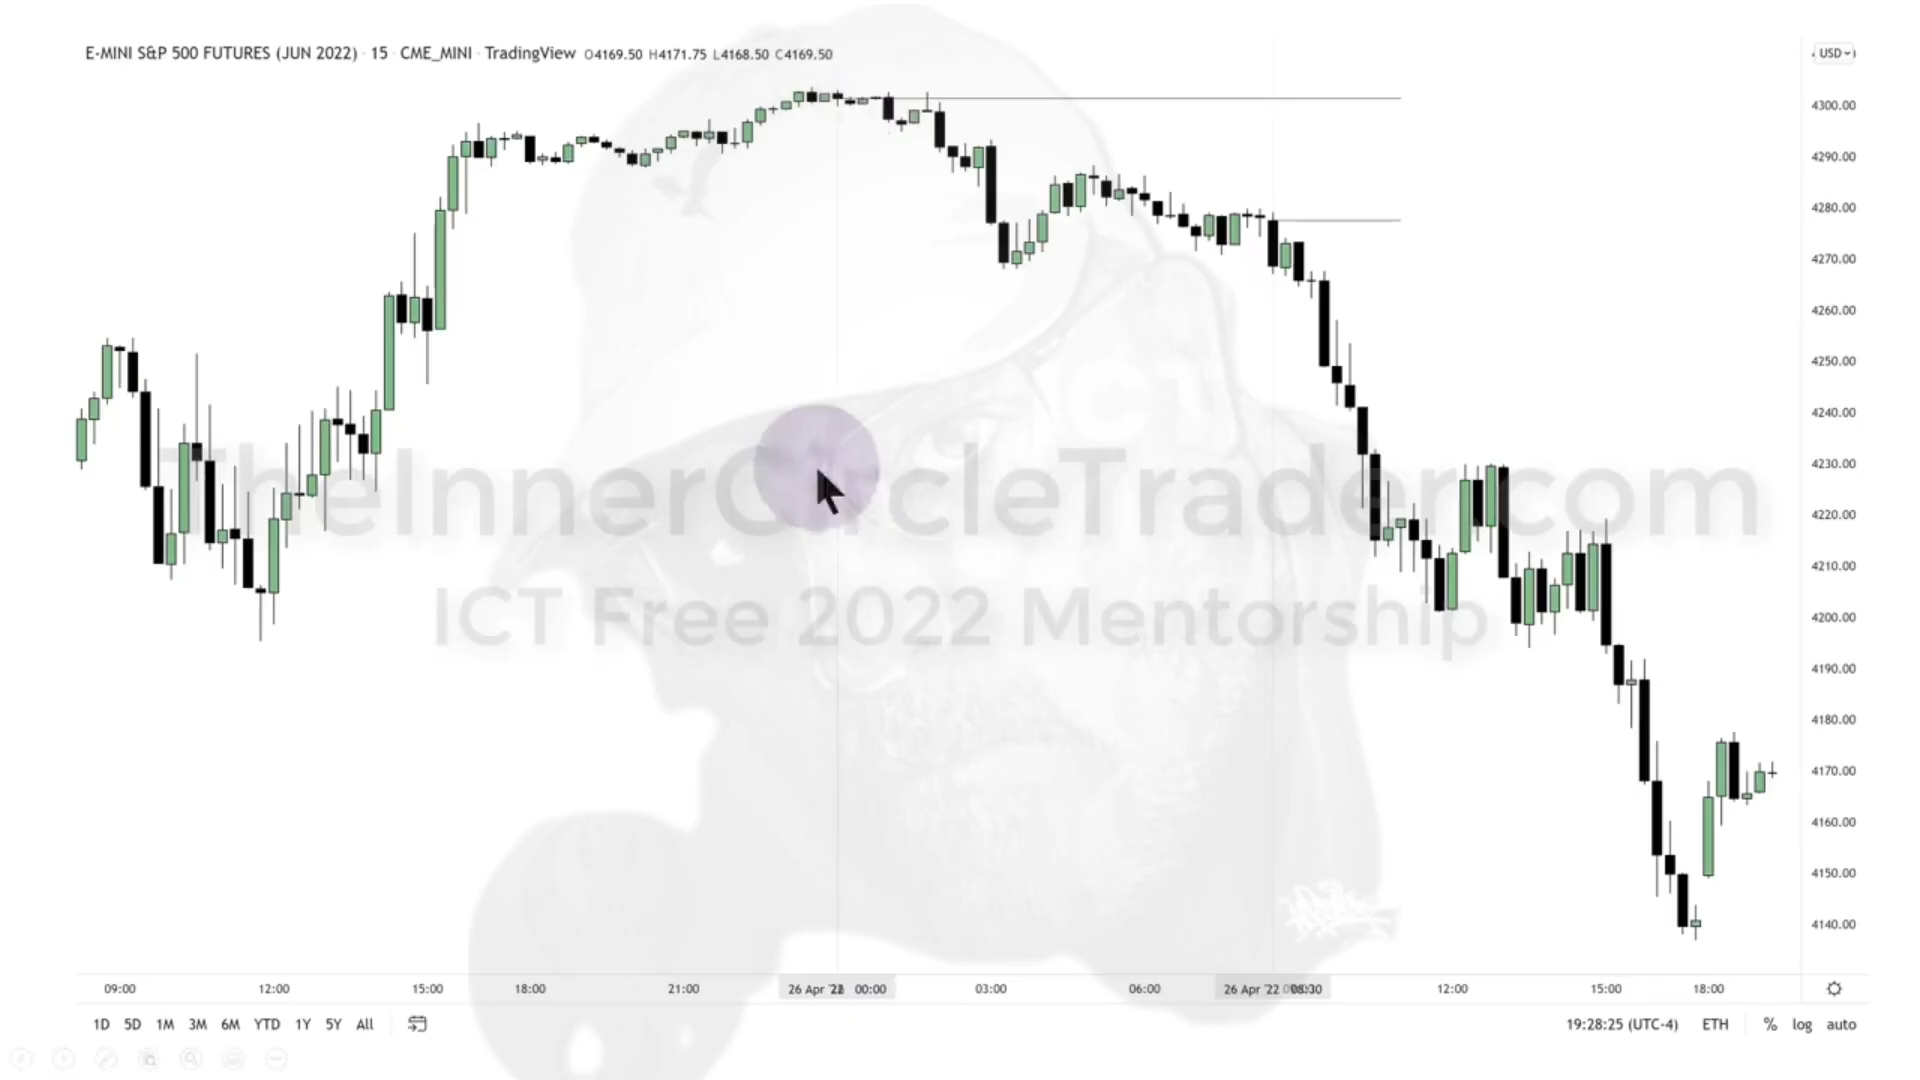 E-MINI S&P 500 FUTURES (JUN 2022) · 15 · CME_MINI · TradingView O4169.50 H4171.75 L4168.50 C4169.50
USD
4300.00
4290.00
4280.00
4270.00
4260.00
4250.00
4240.00
4230.00
4220.00
4210.00
4200.00
4190.00
4180.00
4170.00
4160.00
4150.00
4140.00
TheInnerCircleTrader.com
ICT Free 2022 Mentorship
09:00 12:00 15:00 18:00 21:00 26 Apr '22 00:00 03:00 06:00 26 Apr '22 08:30 12:00 15:00 18:00
1D 5D 1M 3M 6M YTD 1Y 5Y All 19:28:25 (UTC-4) ETH % log auto